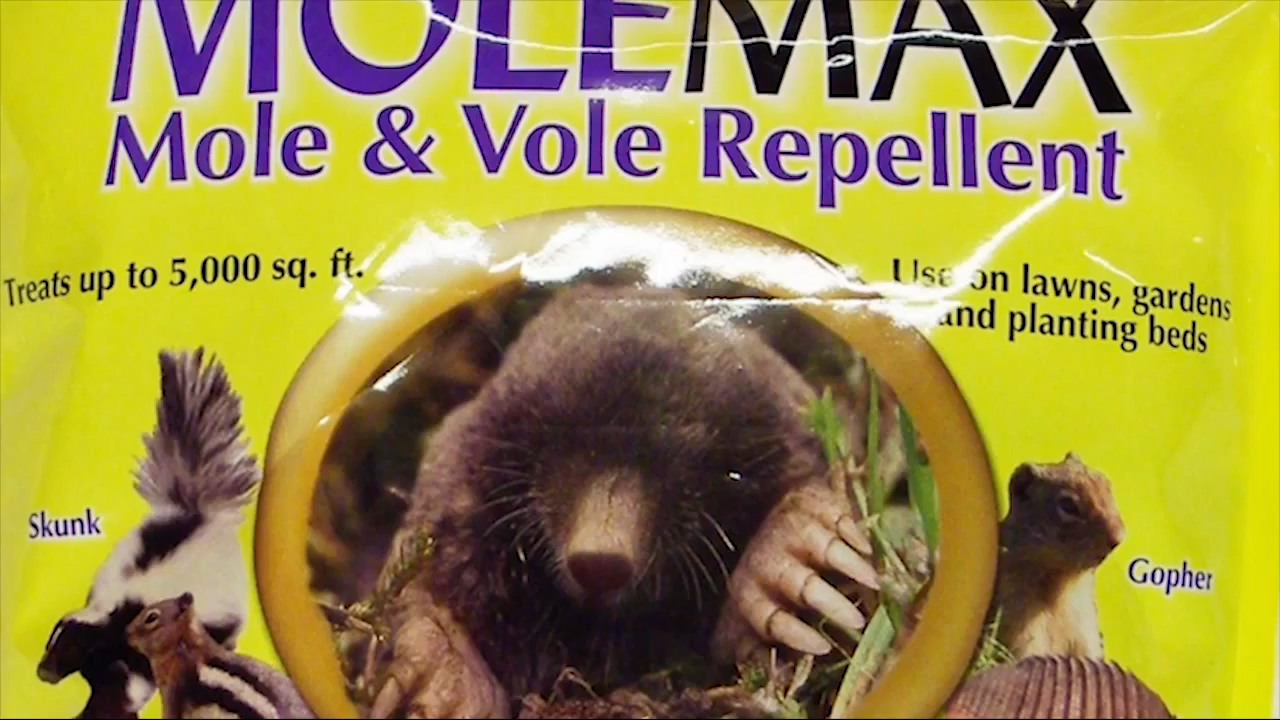 MOLEMAX
Mole & Vole Repellent
Treats up to 5,000 sq. ft.
Use on lawns, gardens
and planting beds
Skunk
Gopher